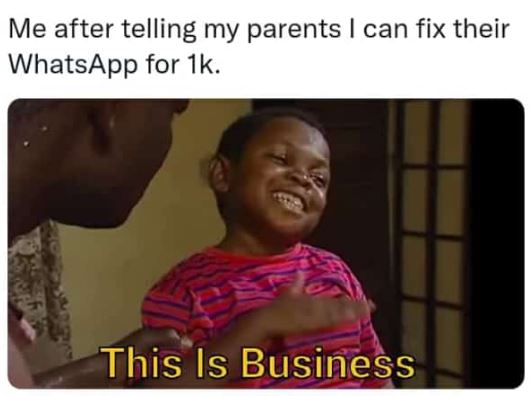 Me after telling my parents I can fix their
WhatsApp for 1k.
This Is Business